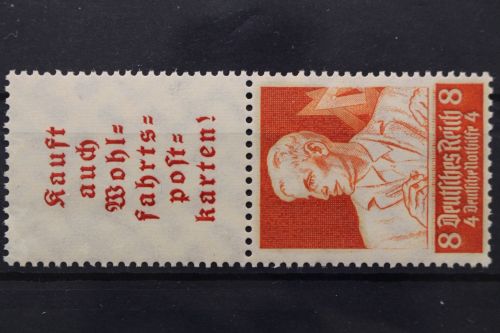 Kauft
auch
Wohl=
fahrts=
post=
karten!
8 Deutsches Reich 8
4 Deutsche Nothilfe 4